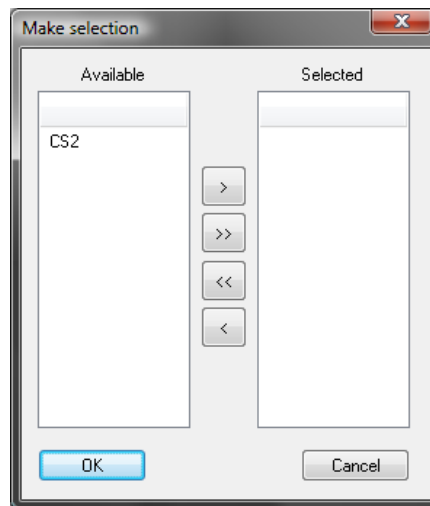 Make selection
X
Available
Selected
CS2
>
>>
<<
<
OK
Cancel